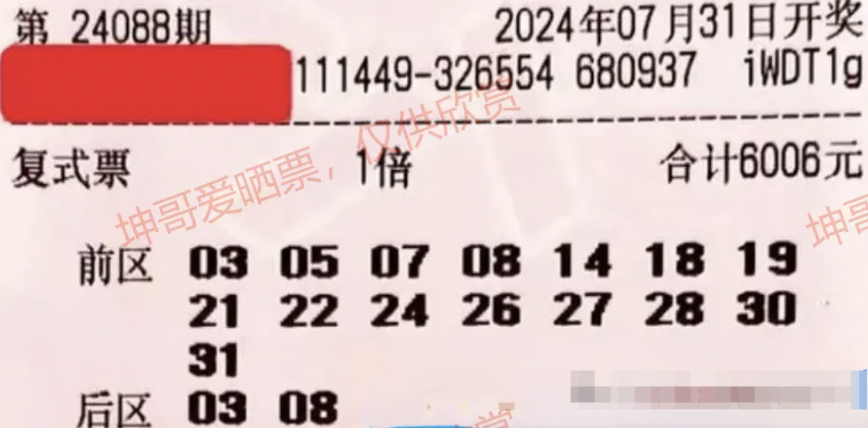 第 24088期 2024年07月31日开奖
111449-326554 680937 iWDT1g
复式票 1倍 合计6006元
坤哥爱晒票，仅供欣赏
坤哥
前区 03 05 07 08 14 18 19
21 22 24 26 27 28 30
31
后区 03 08
赏